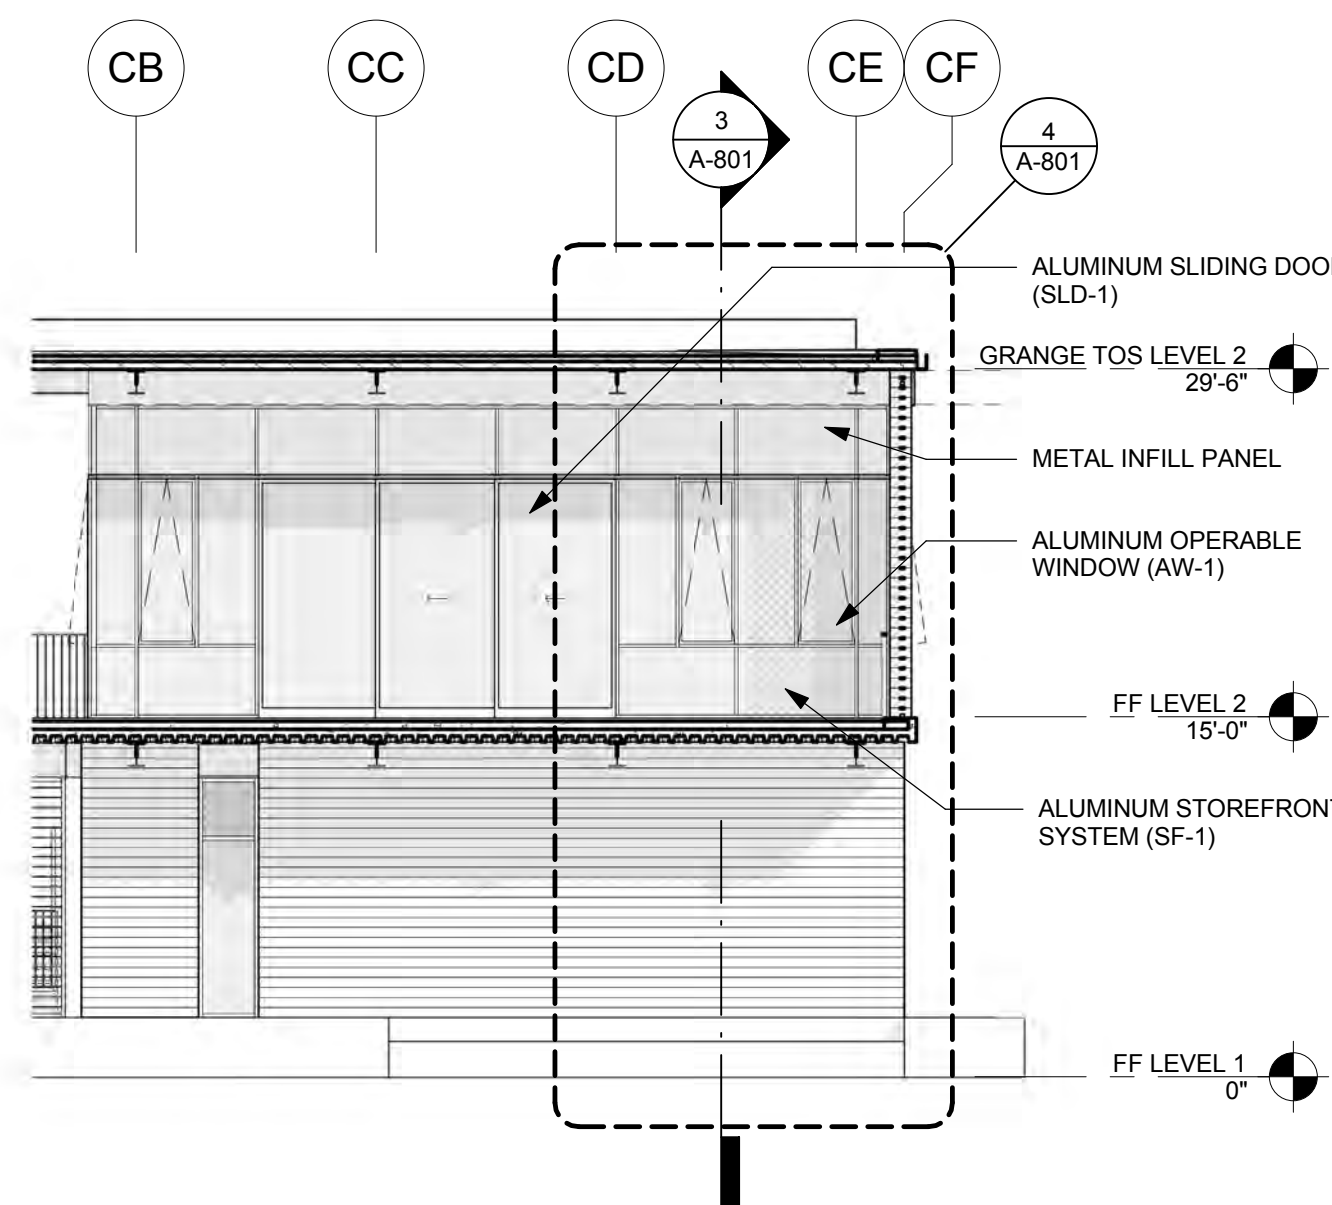 CB
CC
CD
CE
CF
3
A-801
4
A-801
ALUMINUM SLIDING DOOR
(SLD-1)
GRANGE TOS LEVEL 2
29'-6"
METAL INFILL PANEL
ALUMINUM OPERABLE
WINDOW (AW-1)
FF LEVEL 2
15'-0"
ALUMINUM STOREFRONT
SYSTEM (SF-1)
FF LEVEL 1
0"